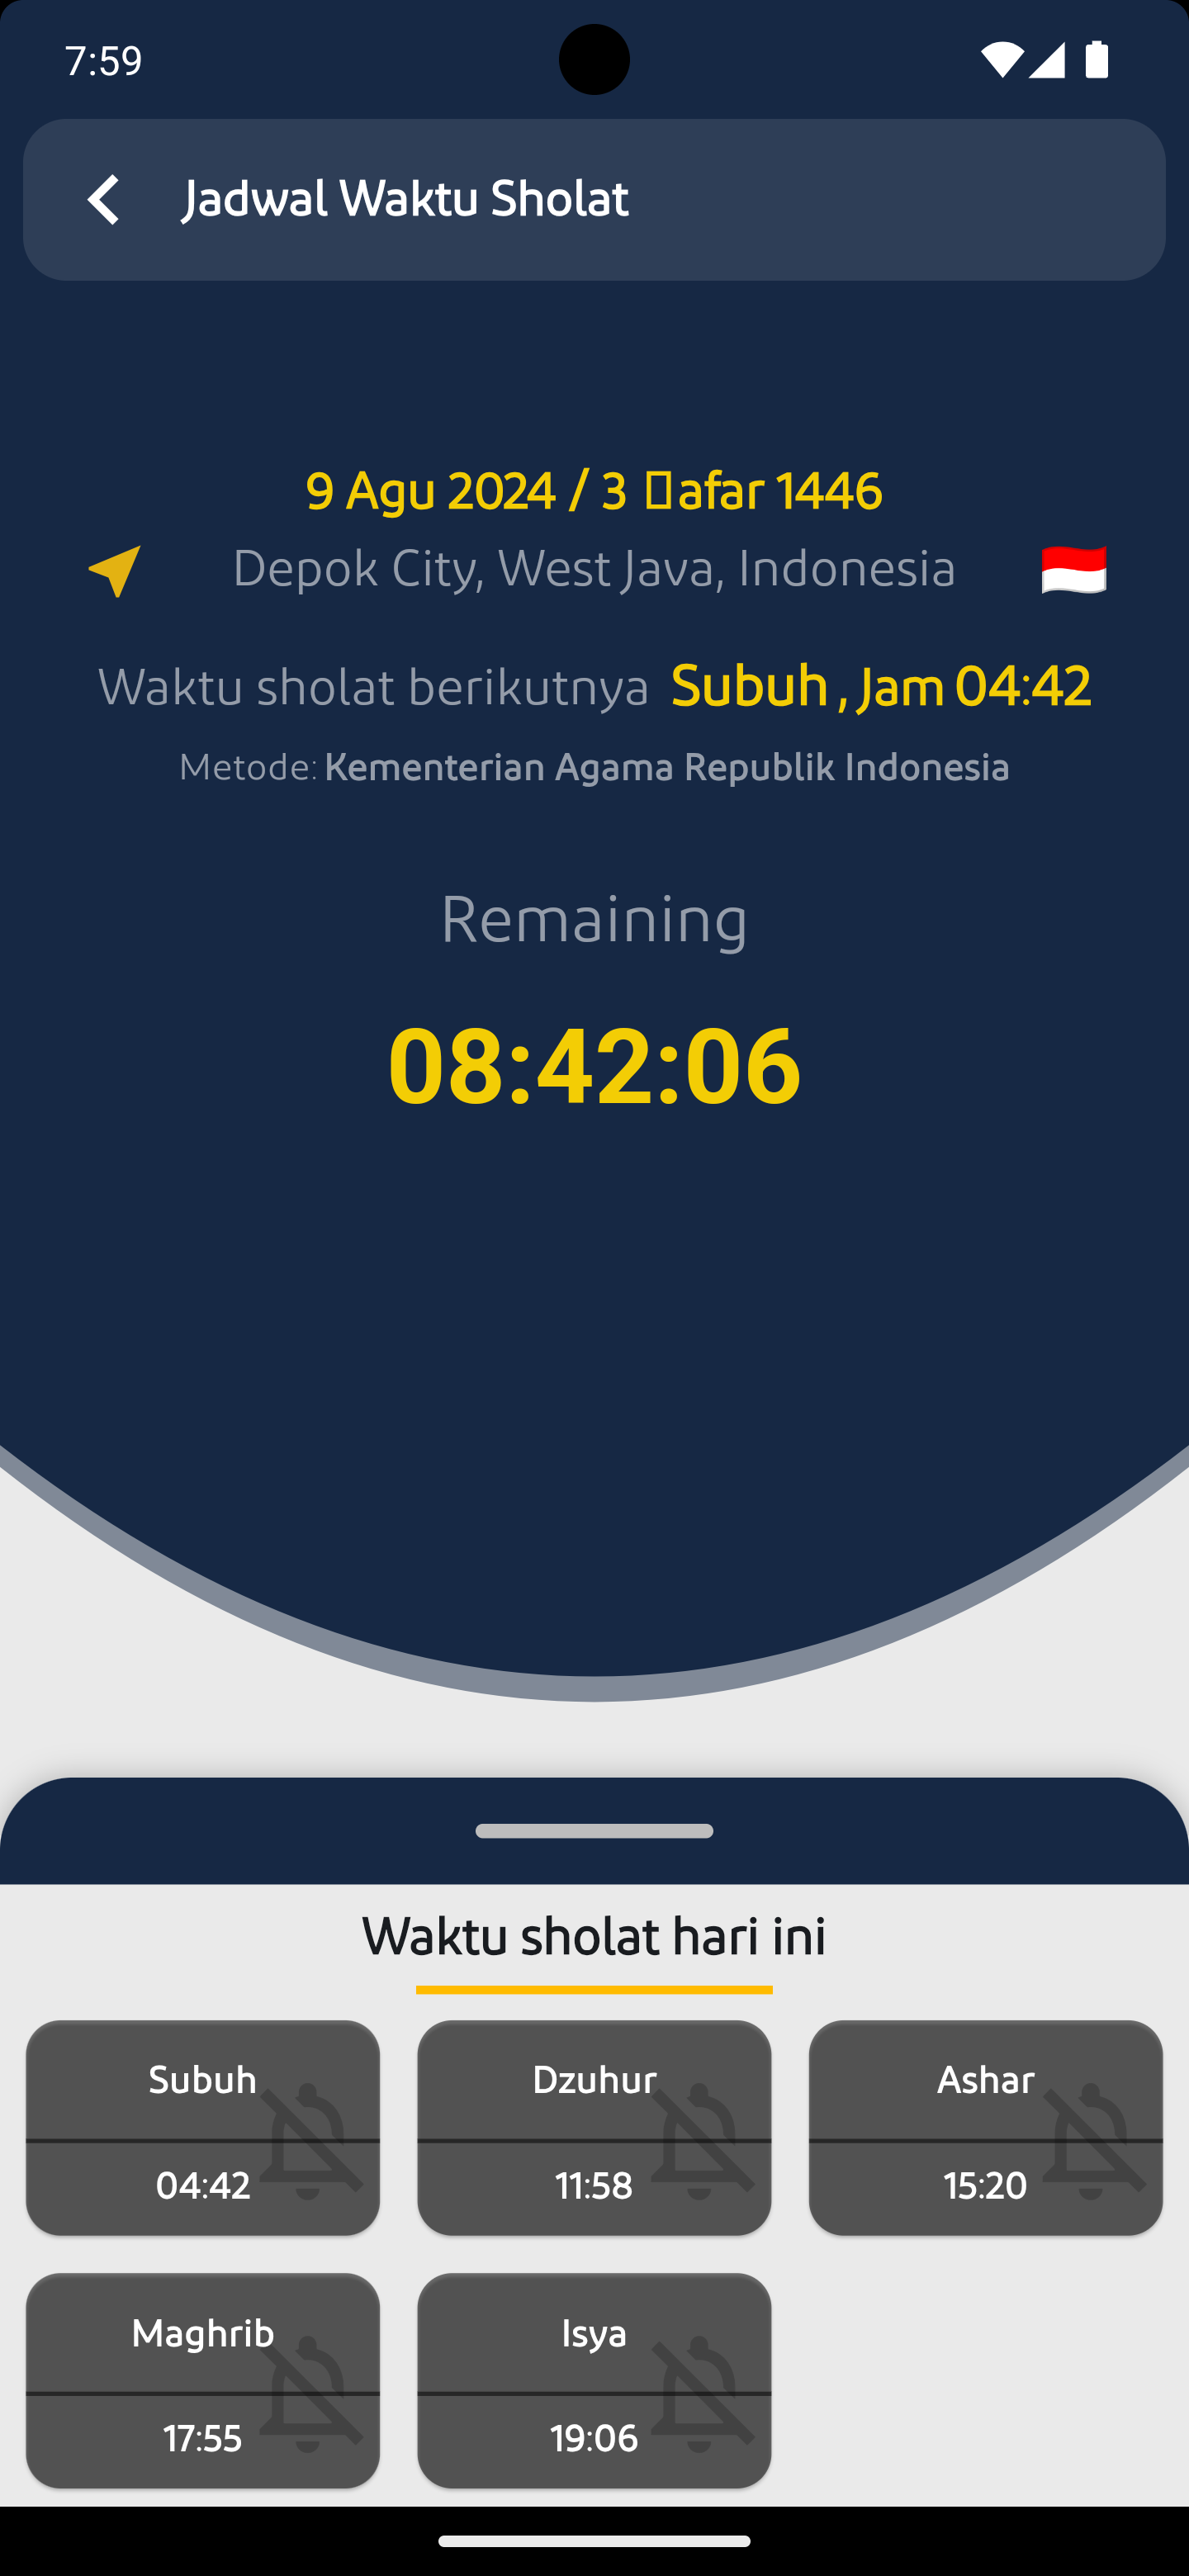 7:59
Jadwal Waktu Sholat
9 Agu 2024 / 3 ▯afar 1446
Depok City, West Java, Indonesia
Waktu sholat berikutnya Subuh , Jam 04:42
Metode: Kementerian Agama Republik Indonesia
Remaining
08:42:06
Waktu sholat hari ini
Subuh Dzuhur Ashar
04:42 11:58 15:20
Maghrib Isya
17:55 19:06